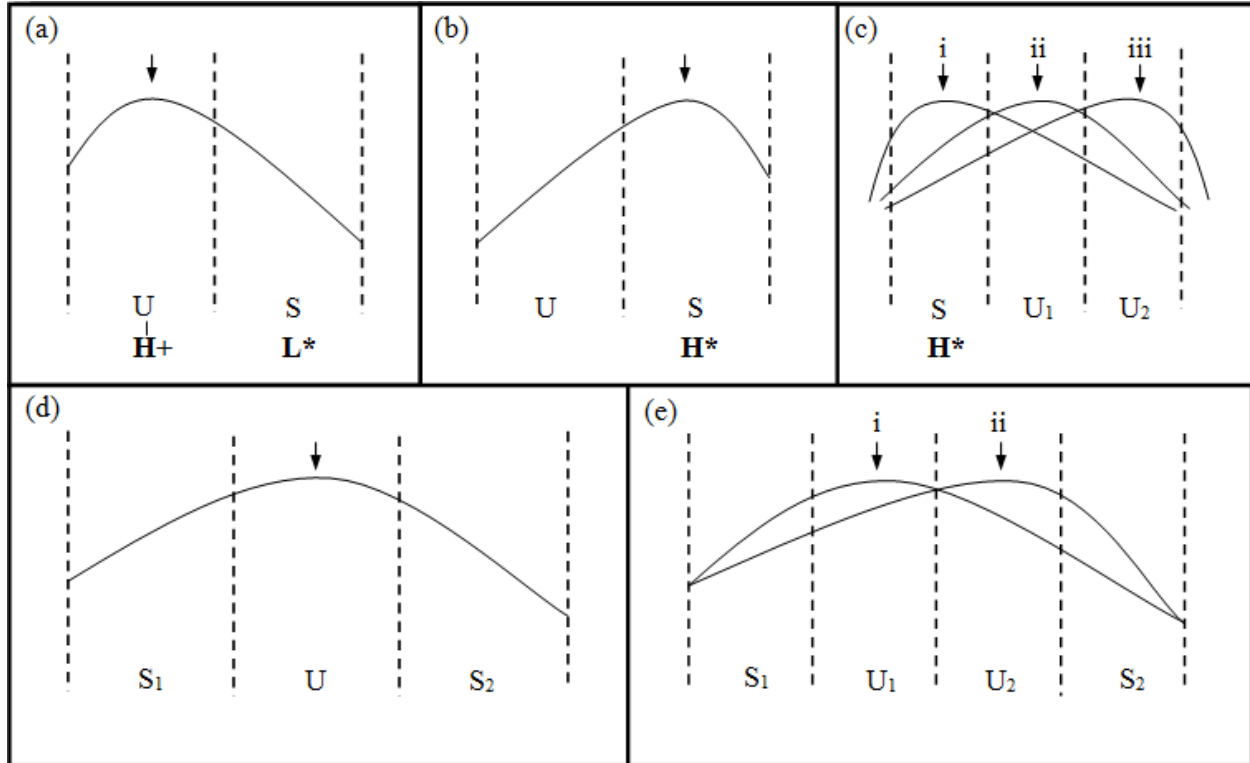 (a)
U S
H+ L*
(b)
U S
H*
(c)
i ii iii
S U₁ U₂
H*
(d)
S₁ U S₂
(e)
i ii
S₁ U₁ U₂ S₂